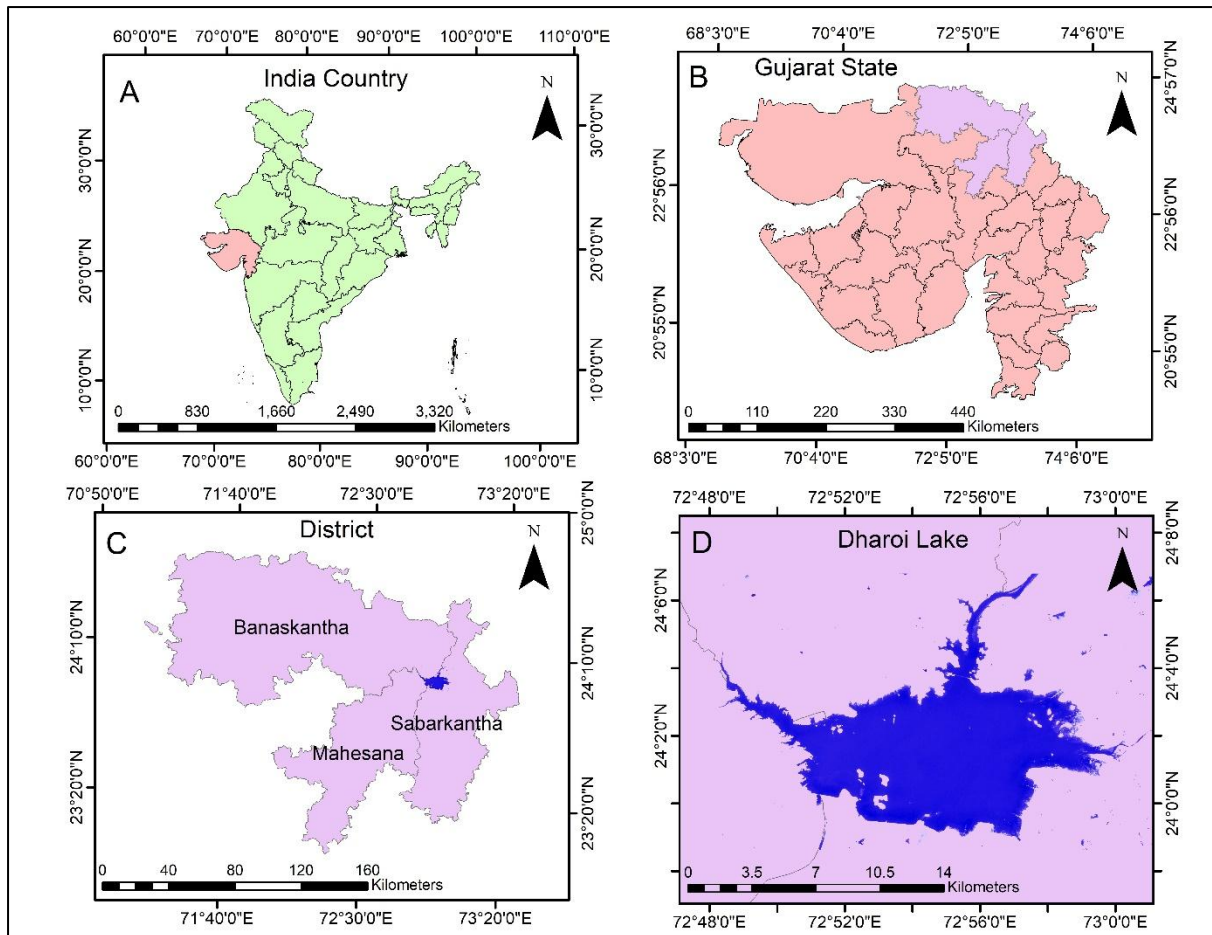 60°0'0"E 70°0'0"E 80°0'0"E 90°0'0"E 100°0'0"E 110°0'0"E
A
India Country
N
30°0'0"N
20°0'0"N
10°0'0"N
30°0'0"N
20°0'0"N
10°0'0"N
0 830 1,660 2,490 3,320
Kilometers
60°0'0"E 70°0'0"E 80°0'0"E 90°0'0"E 100°0'0"E
68°3'0"E 70°4'0"E 72°5'0"E 74°6'0"E
B
Gujarat State
N
22°56'0"N
20°55'0"N
24°57'0"N
22°56'0"N
20°55'0"N
0 110 220 330 440
Kilometers
68°3'0"E 70°4'0"E 72°5'0"E 74°6'0"E
70°50'0"E 71°40'0"E 72°30'0"E 73°20'0"E
C
District
N
Banaskantha
Sabarkantha
Mahesana
24°10'0"N
23°20'0"N
25°0'0"N
24°10'0"N
23°20'0"N
0 40 80 120 160
Kilometers
71°40'0"E 72°30'0"E 73°20'0"E
72°48'0"E 72°52'0"E 72°56'0"E 73°0'0"E
D
Dharoi Lake
N
24°6'0"N
24°2'0"N
24°8'0"N
24°4'0"N
24°0'0"N
0 3.5 7 10.5 14
Kilometers
72°48'0"E 72°52'0"E 72°56'0"E 73°0'0"E